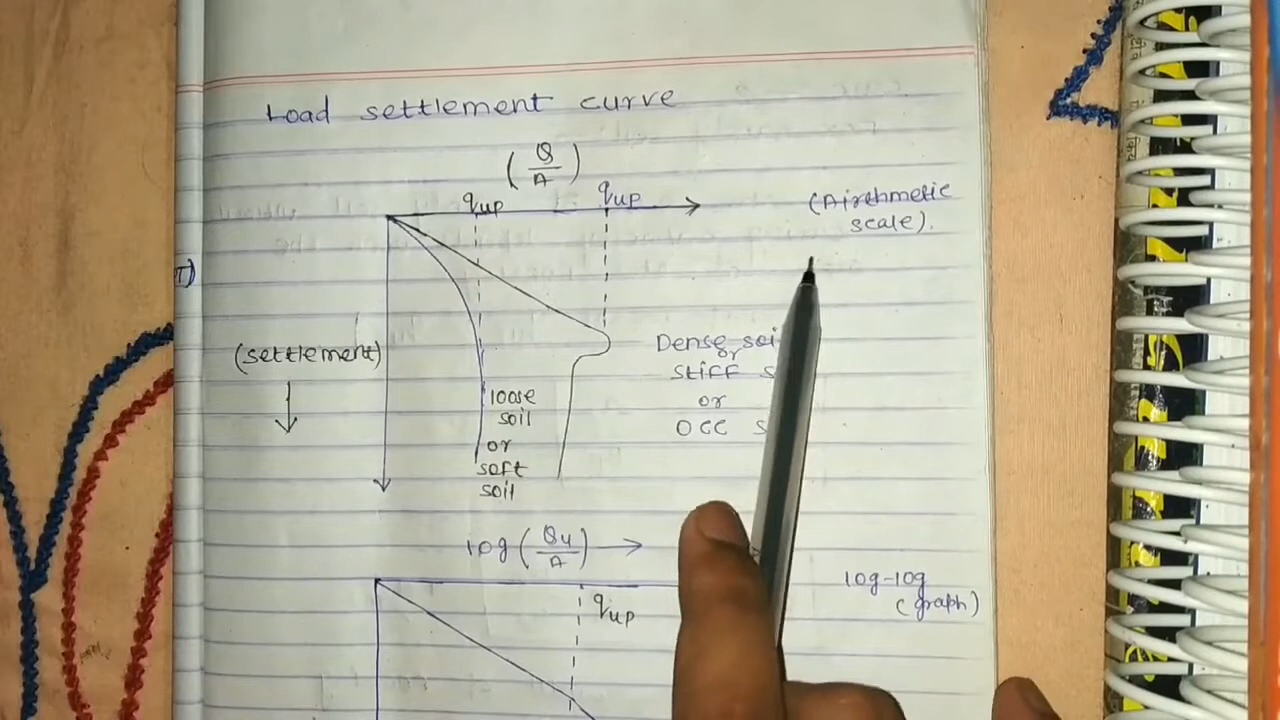 Load settlement curve
(Q/A)
qup qup
(Airthmetic
scale).
(settlement)
Dense
or
stiff
or
OCC
loose
soil
or
soft
soil
log (Qu/A)
log-log
(graph)
qup